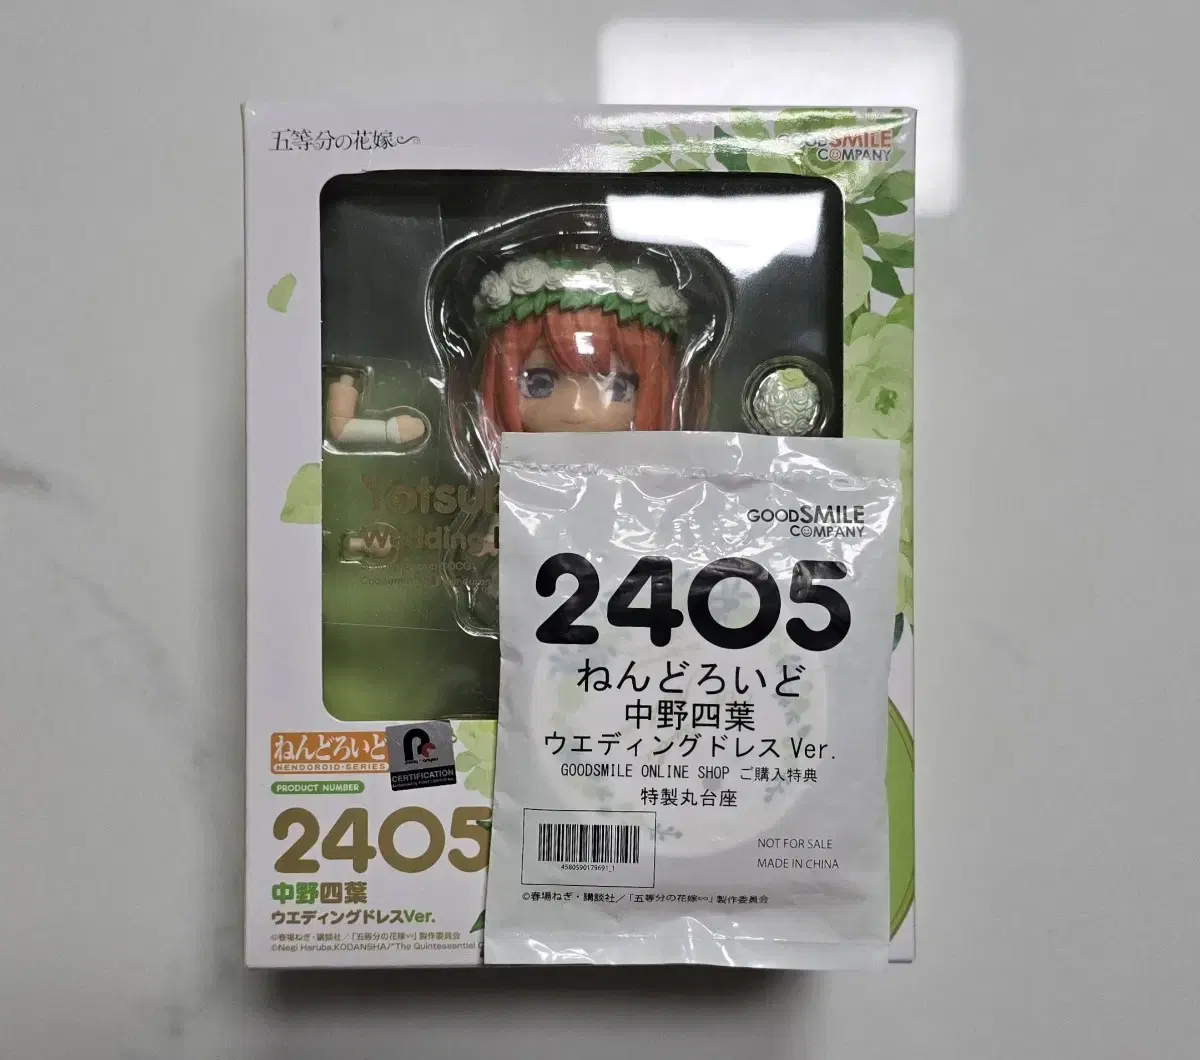 五等分の花嫁∽
GOODSMILE
COMPANY
Yotsu
Wedding
ねんどろいど
NENDOROID-SERIES
CERTIFICATION
PRODUCT NUMBER
2405
中野四葉
ウエディングドレスVer.
©春場ねぎ・講談社/「五等分の花嫁∽」製作委員会
©Negi Haruba,KODANSHA/"The Quintessential
GOODSMILE
COMPANY
2405
ねんどろいど
中野四葉
ウエディングドレス Ver.
GOODSMILE ONLINE SHOP ご購入特典
特製丸台座
4580590179691_1
NOT FOR SALE
MADE IN CHINA
©春場ねぎ・講談社/「五等分の花嫁∽」製作委員会